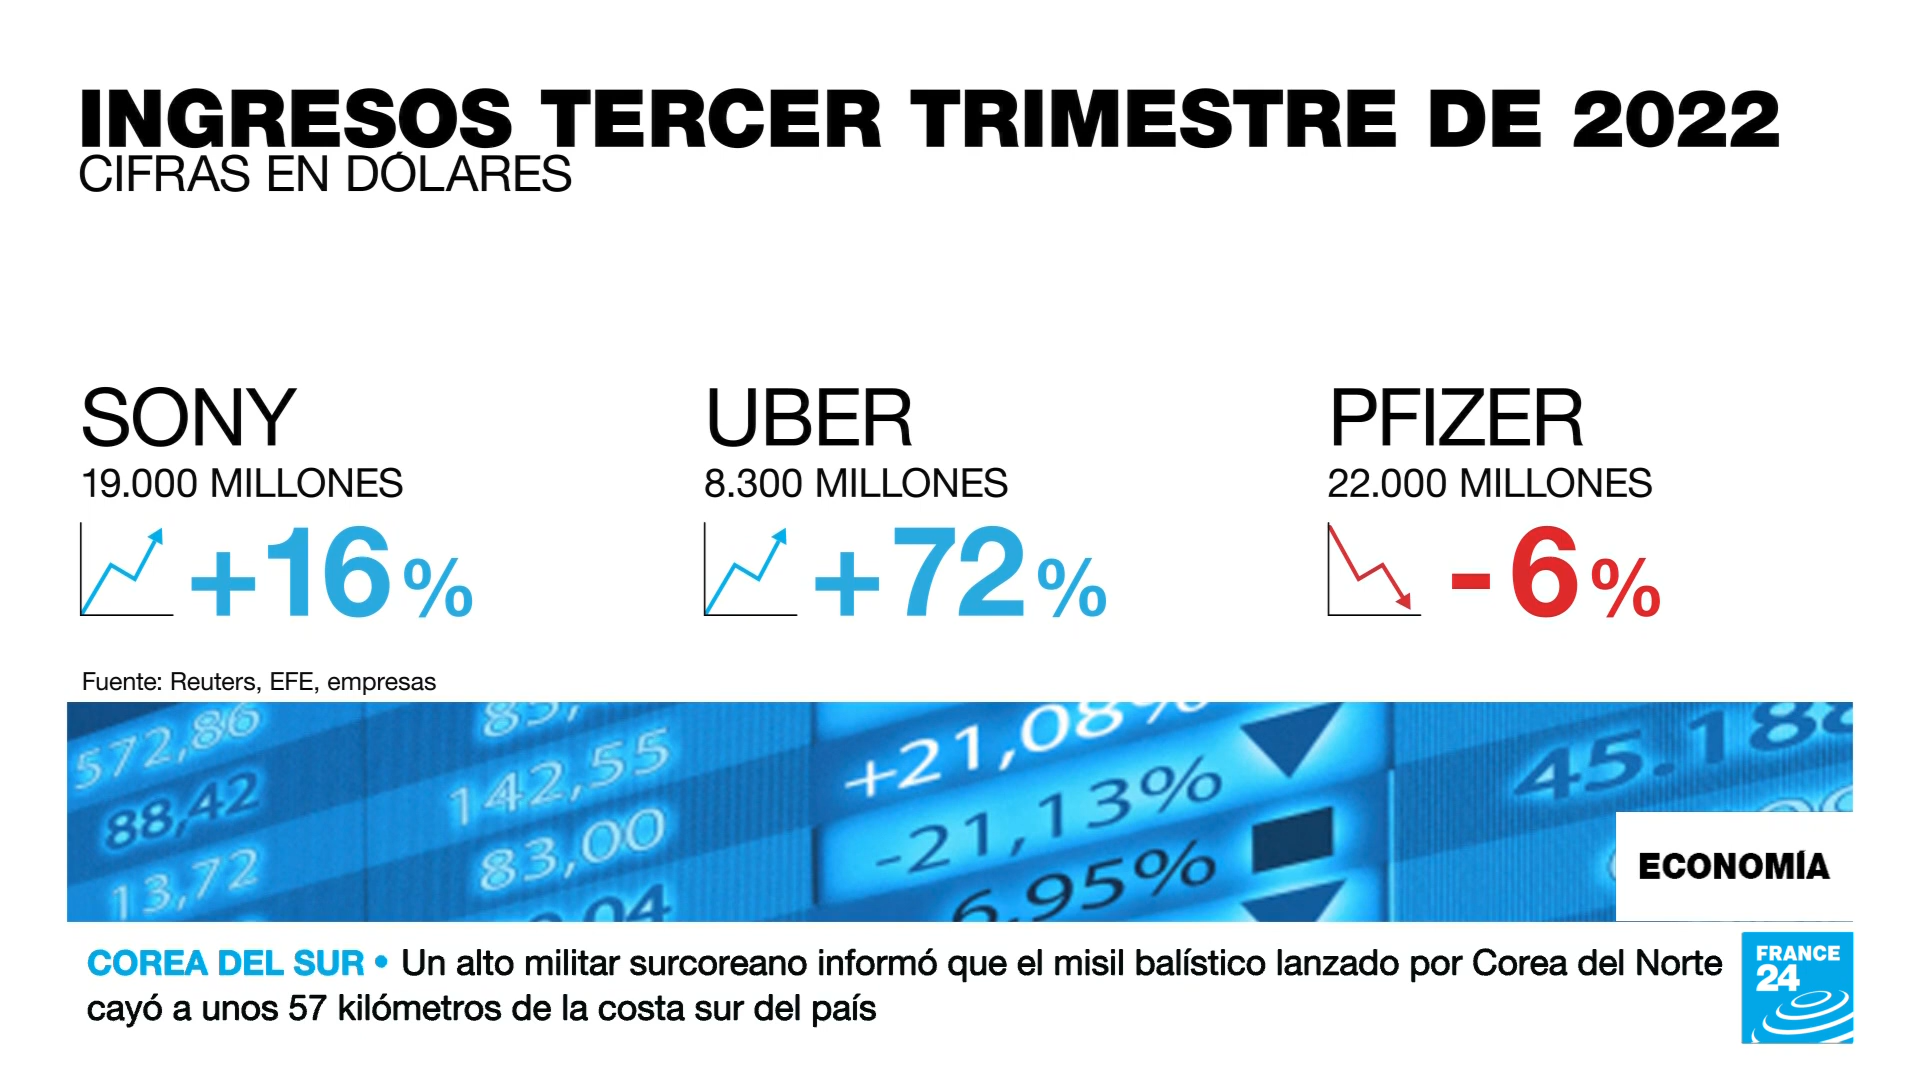 INGRESOS TERCER TRIMESTRE DE 2022
CIFRAS EN DÓLARES
SONY
19.000 MILLONES
+16%
UBER
8.300 MILLONES
+72%
PFIZER
22.000 MILLONES
-6%
Fuente: Reuters, EFE, empresas
572,86
88,42
13,72
142,55
83,00
+21,08%
-21,13%
6,95%
ECONOMÍA
COREA DEL SUR • Un alto militar surcoreano informó que el misil balístico lanzado por Corea del Norte
cayó a unos 57 kilómetros de la costa sur del país
FRANCE
24